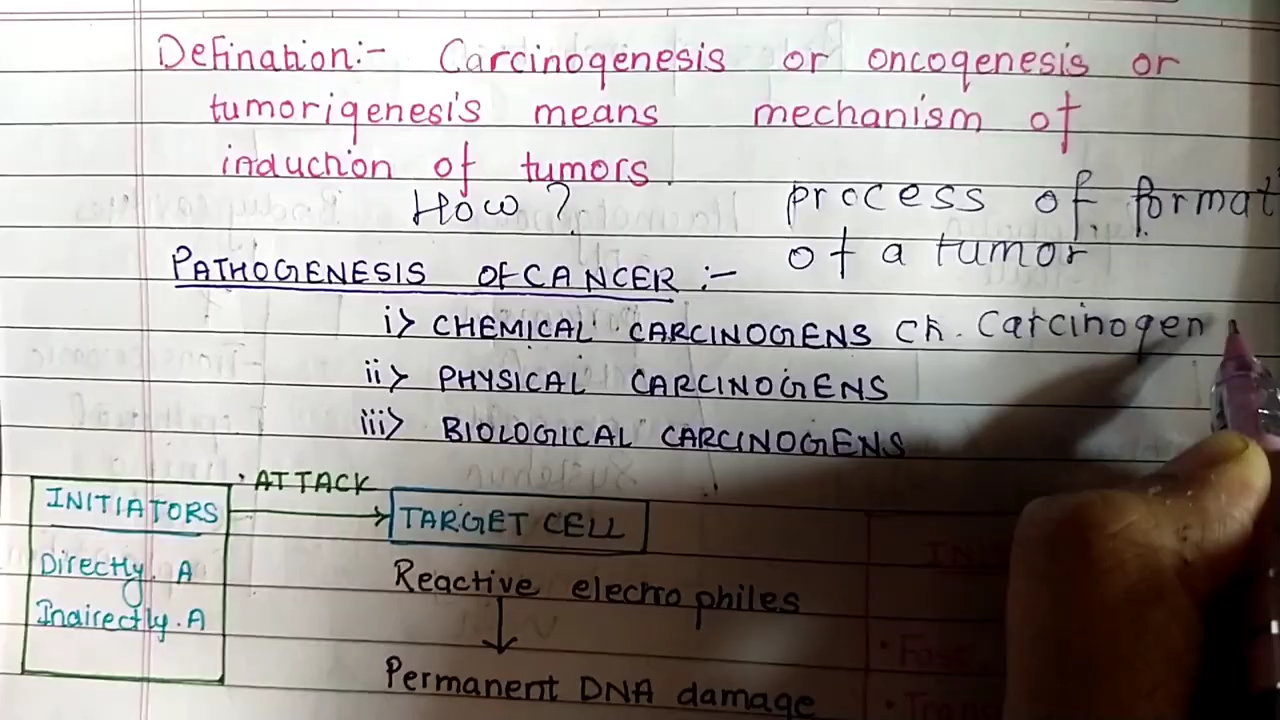 Defination:- Carcinogenesis or oncogenesis or
tumorigenesis means mechanism of
induction of tumors.
How ? process of format
of a tumor
PATHOGENESIS OF CANCER :-
i> CHEMICAL CARCINOGENS Ch. Carcinogen
ii> PHYSICAL CARCINOGENS
iii> BIOLOGICAL CARCINOGENS
INITIATORS ATTACK TARGET CELL
Directly. A
Indirectly. A
Reactive electrophiles
Permanent DNA damage